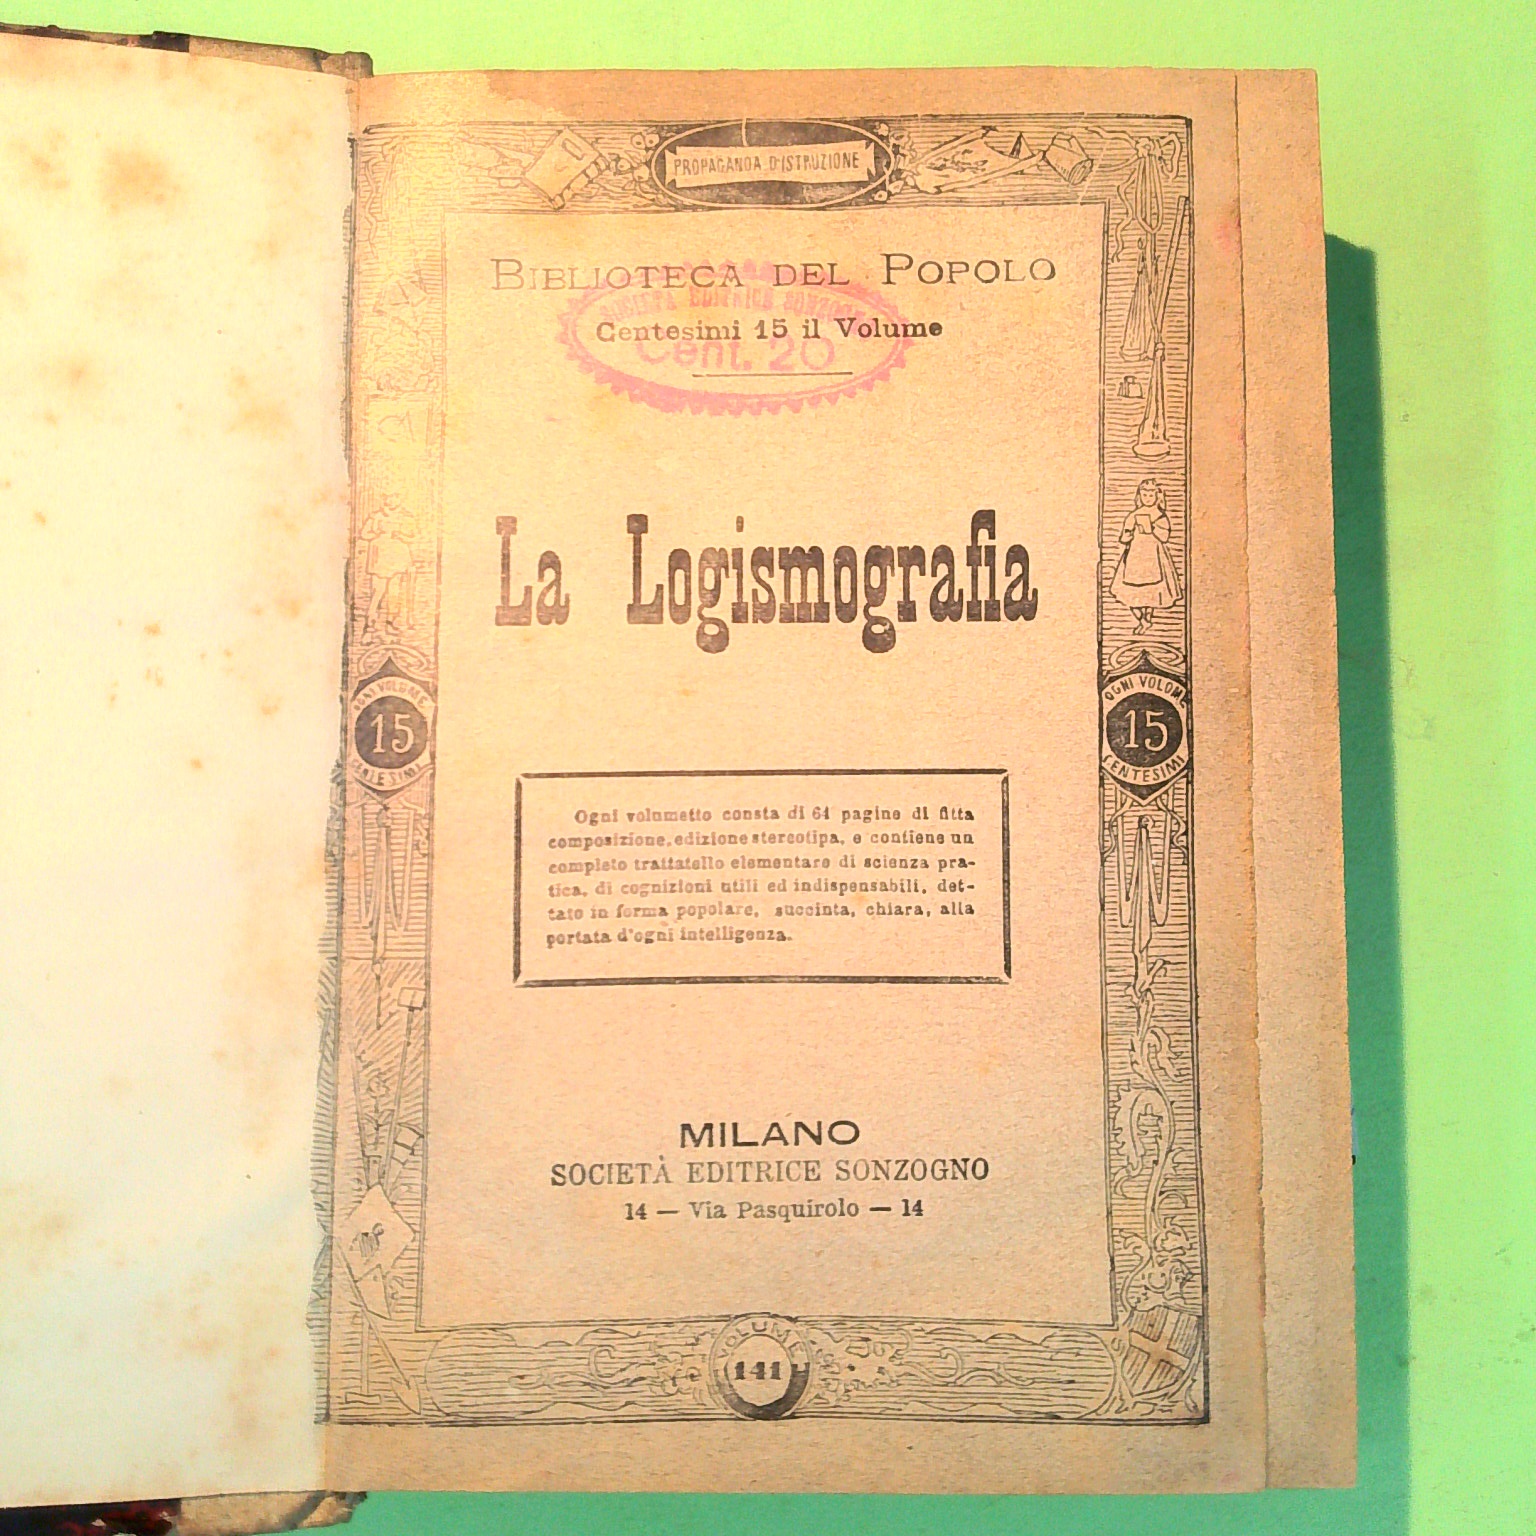 PROPAGANDA D'ISTRUZIONE
BIBLIOTECA DEL POPOLO
SOCIETÀ EDITRICE SONZOGNO
Centesimi 15 il Volume
Cent. 20
La Logismografia
OGNI VOLUME
15
CENTESIMI
OGNI VOLUME
15
CENTESIMI
Ogni volumetto consta di 64 pagine di fitta
composizione, edizione stereotipa, e contiene un
completo trattatello elementare di scienza pra-
tica, di cognizioni utili ed indispensabili, det-
tato in forma popolare, succinta, chiara, alla
portata d'ogni intelligenza.
MILANO
SOCIETÀ EDITRICE SONZOGNO
14 — Via Pasquirolo — 14
VOLUME
141